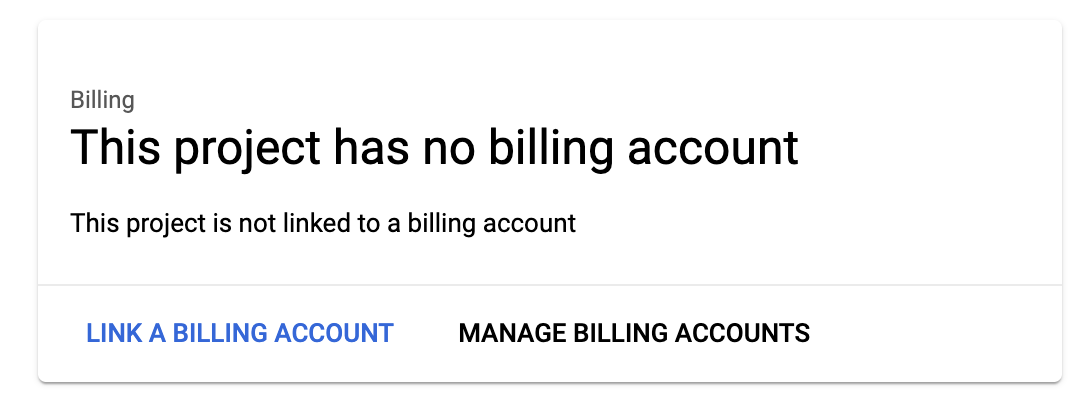 Billing
This project has no billing account
This project is not linked to a billing account
LINK A BILLING ACCOUNT MANAGE BILLING ACCOUNTS